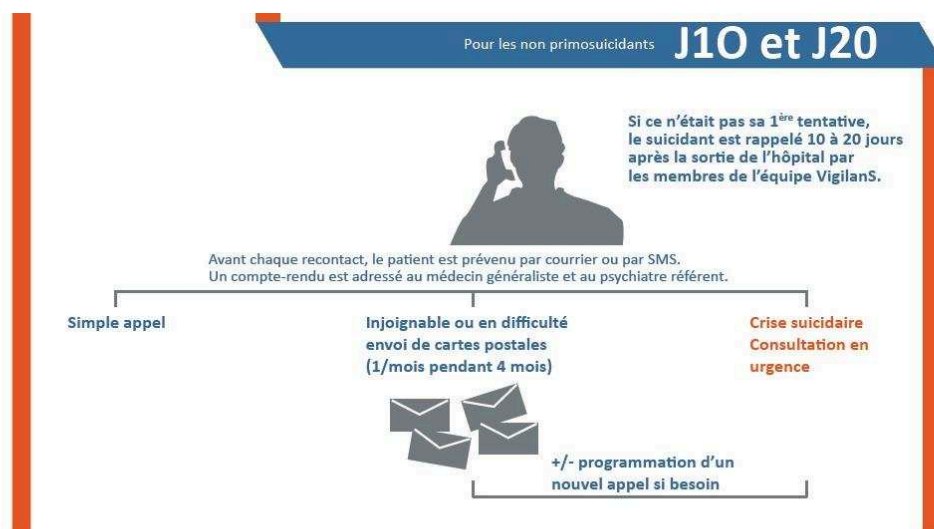 Pour les non primosuicidants J1O et J20
Si ce n'était pas sa 1ère tentative,
le suicidant est rappelé 10 à 20 jours
après la sortie de l'hôpital par
les membres de l'équipe VigilanS.
Avant chaque recontact, le patient est prévenu par courrier ou par SMS.
Un compte-rendu est adressé au médecin généraliste et au psychiatre référent.
Simple appel
Injoignable ou en difficulté
envoi de cartes postales
(1/mois pendant 4 mois)
Crise suicidaire
Consultation en
urgence
+/- programmation d'un
nouvel appel si besoin